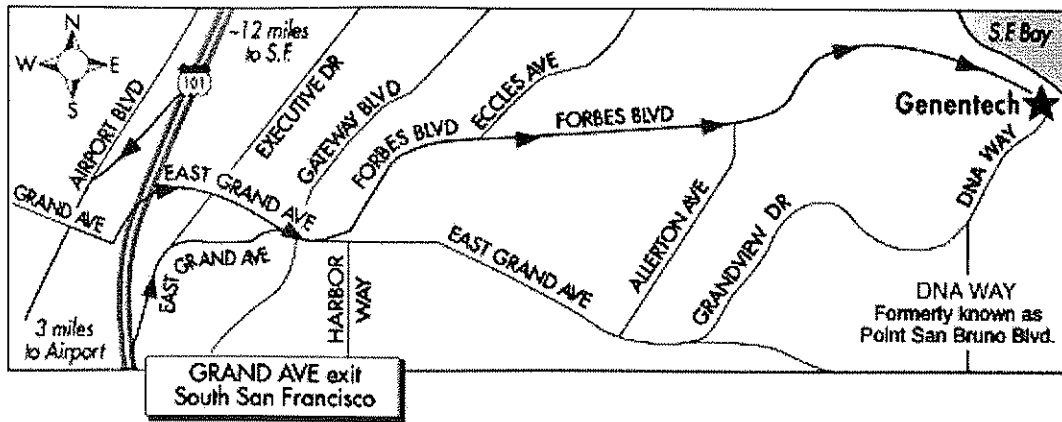 N
W E
S
~12 miles
to S.F.
101
S.F. Bay
AIRPORT BLVD
EXECUTIVE DR
GATEWAY BLVD
ECCLES AVE
FORBES BLVD
FORBES BLVD
Genentech
GRAND AVE
EAST GRAND AVE
EAST GRAND AVE
HARBOR
WAY
EAST GRAND AVE
ALLERTON AVE
GRANDVIEW DR
DNA WAY
3 miles
to Airport
DNA WAY
Formerly known as
Point San Bruno Blvd.
GRAND AVE exit
South San Francisco